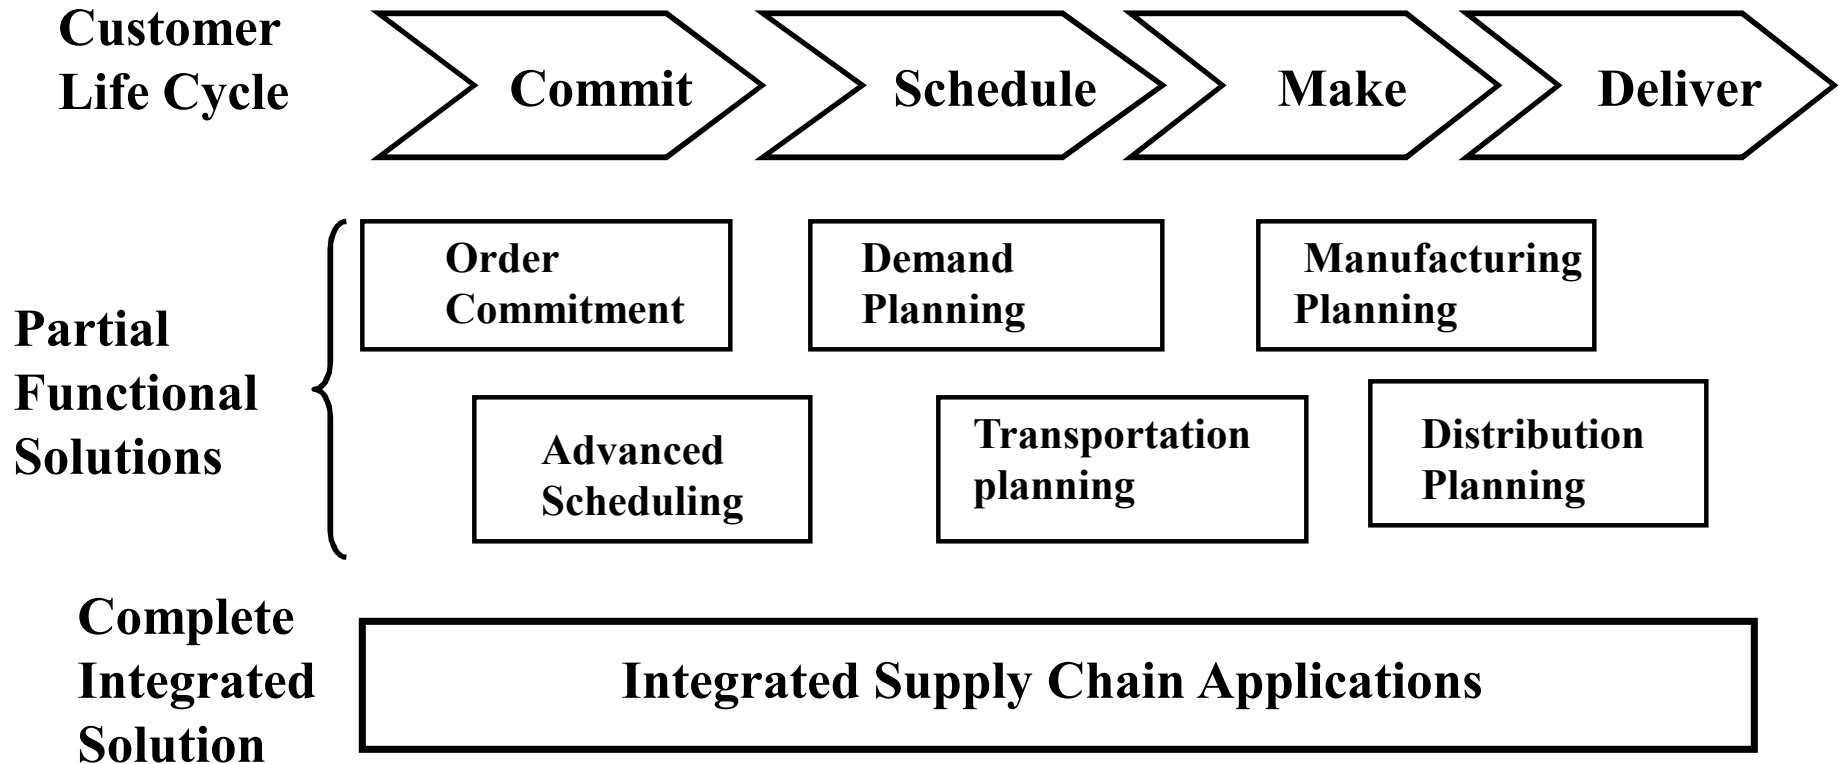 Customer
Life Cycle
Commit
Schedule
Make
Deliver
Partial
Functional
Solutions
Order
Commitment
Demand
Planning
Manufacturing
Planning
Advanced
Scheduling
Transportation
planning
Distribution
Planning
Complete
Integrated
Solution
Integrated Supply Chain Applications